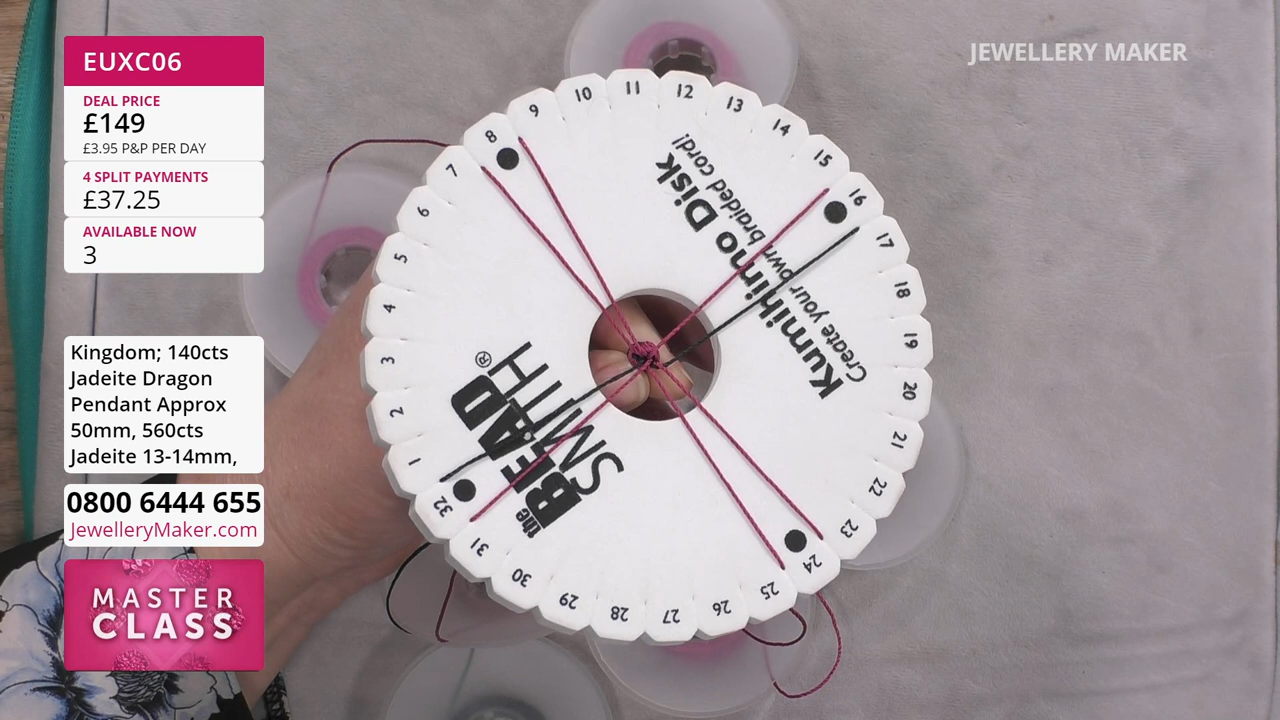 EUXC06
DEAL PRICE
£149
£3.95 P&P PER DAY
4 SPLIT PAYMENTS
£37.25
AVAILABLE NOW
3
Kingdom; 140cts
Jadeite Dragon
Pendant Approx
50mm, 560cts
Jadeite 13-14mm,
0800 6444 655
JewelleryMaker.com
MASTER
CLASS
JEWELLERY MAKER
1
2
3
4
5
6
7
8
9
10
11
12
13
14
15
16
17
18
19
20
21
22
23
24
25
26
27
28
29
30
31
32
Kumihimo Disk
Create your own braided cord!
the BEAD®
SMITH